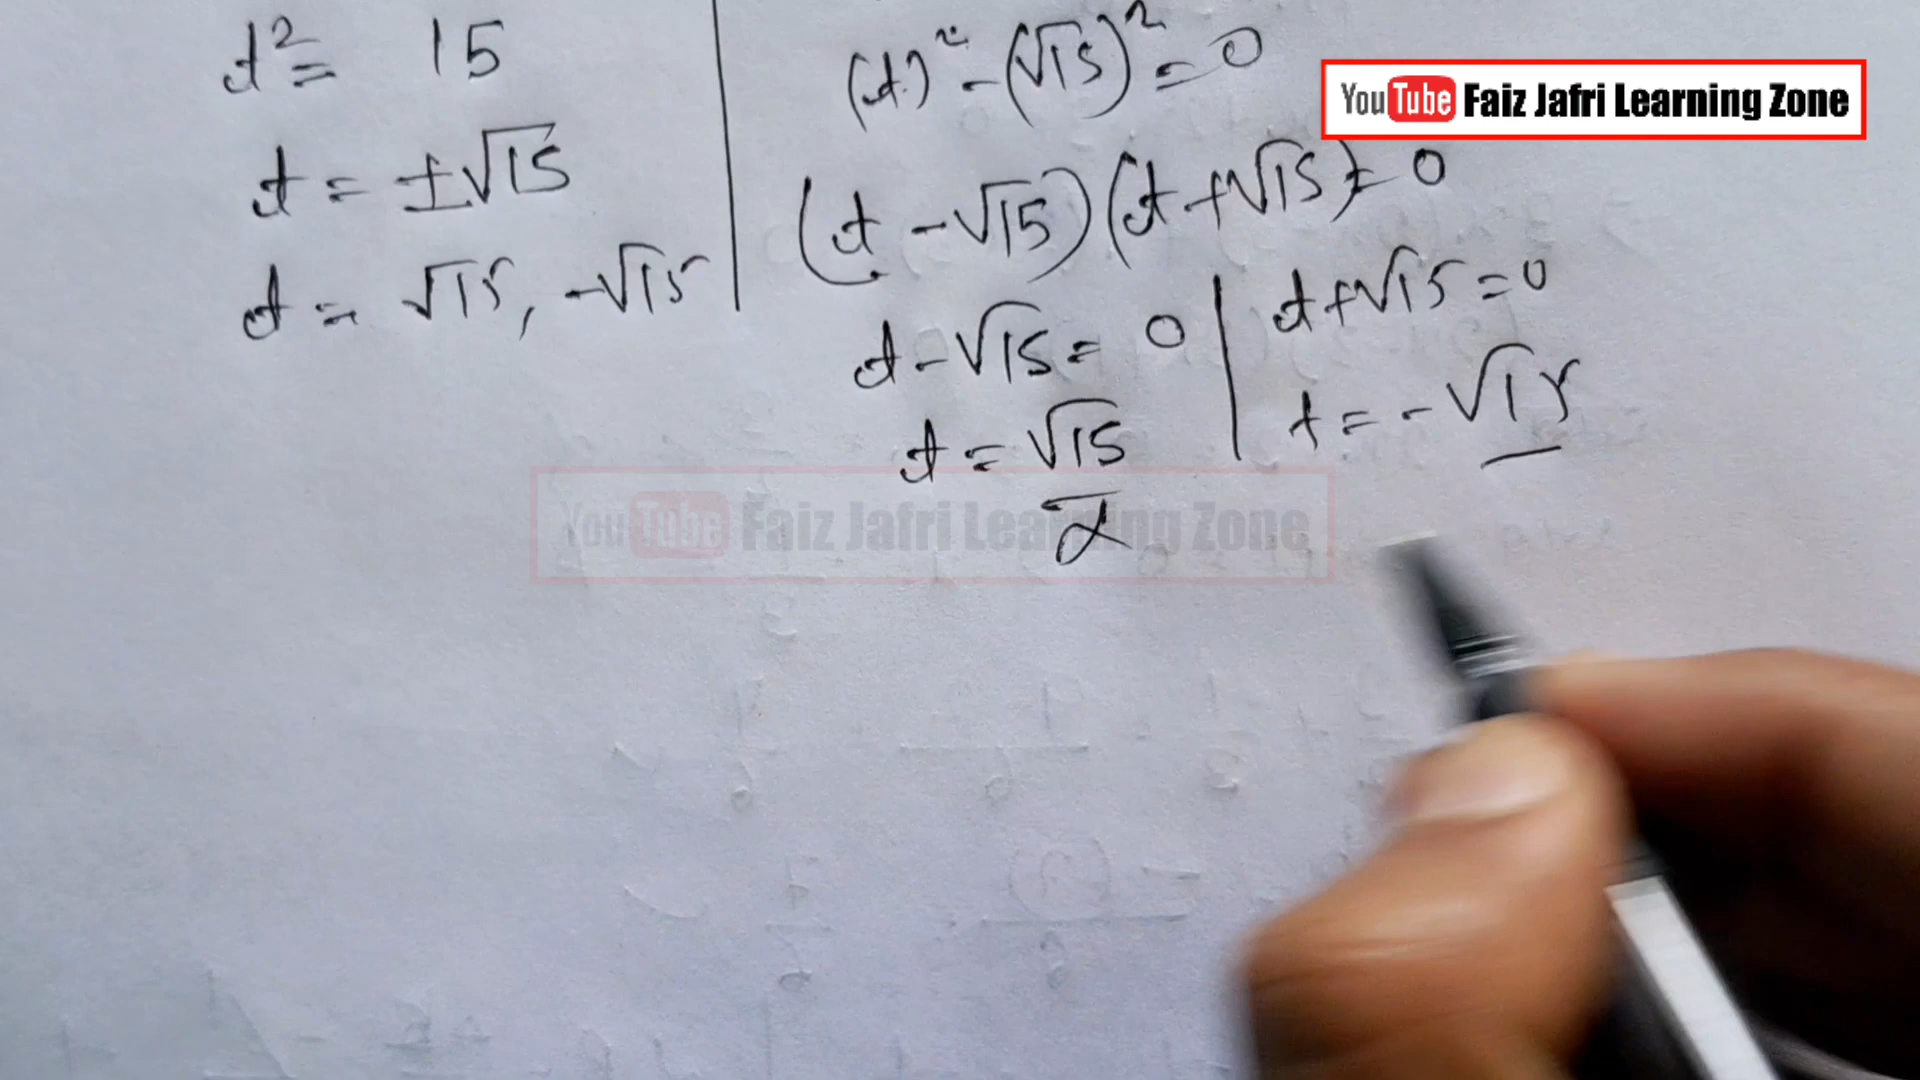 t² = 15
t = ±√15
t = √15, -√15
(t)² - (√15)² = 0
(t - √15)(t + √15) = 0
t - √15 = 0
t = √15
α
t + √15 = 0
t = -√15
YouTube Faiz Jafri Learning Zone
YouTube Faiz Jafri Learning Zone